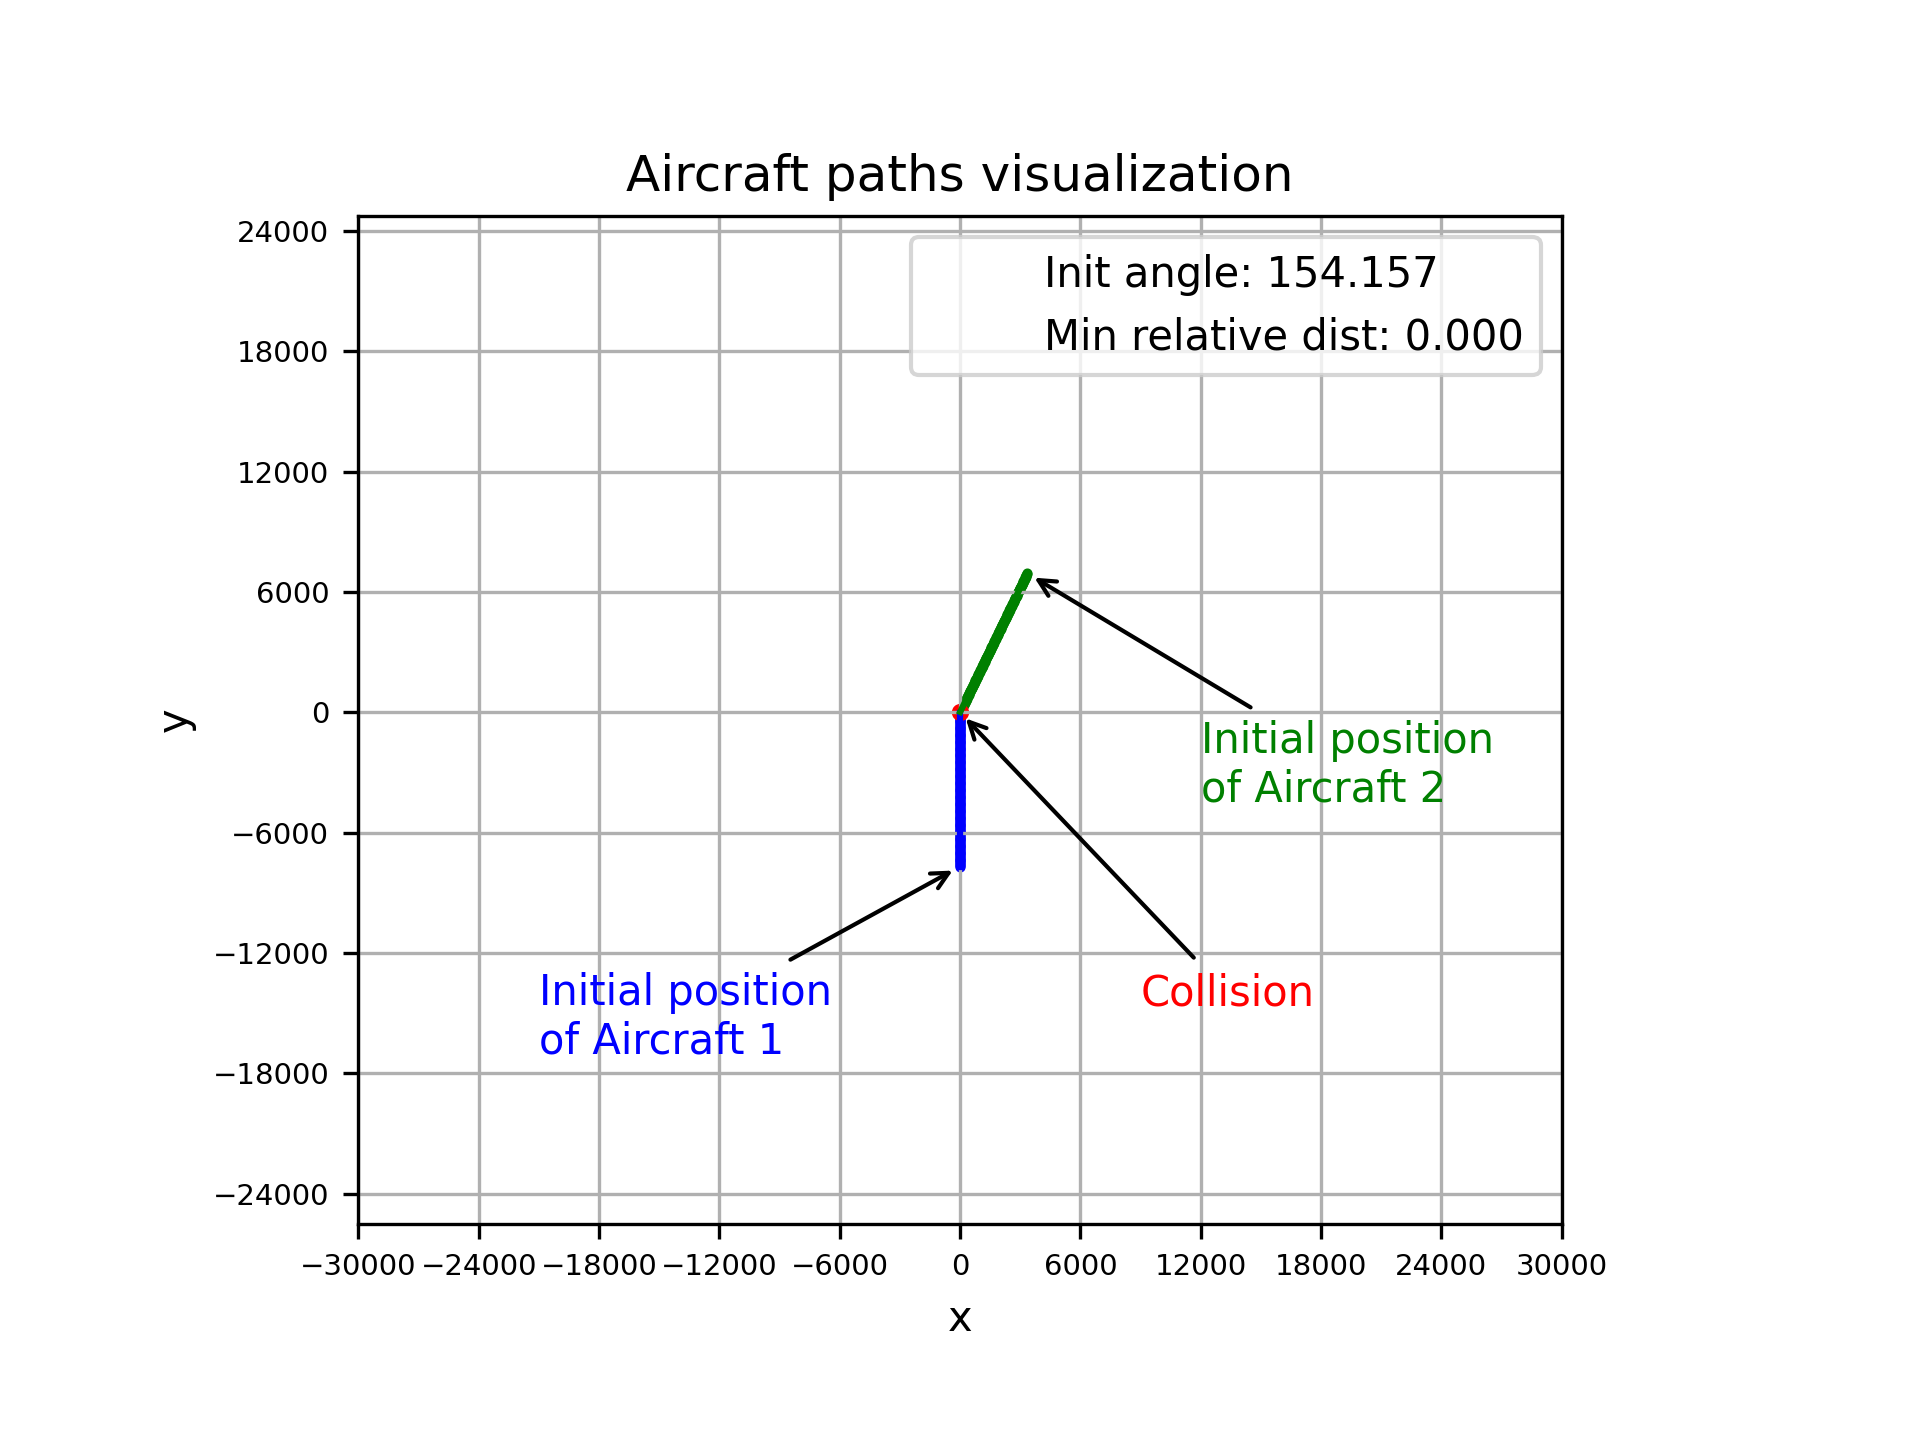 Aircraft paths visualization
24000
18000
12000
6000
0
−6000
−12000
−18000
−24000
y
Init angle: 154.157
Min relative dist: 0.000
Initial position
of Aircraft 2
Initial position
of Aircraft 1
Collision
−30000 −24000 −18000 −12000 −6000 0 6000 12000 18000 24000 30000
x